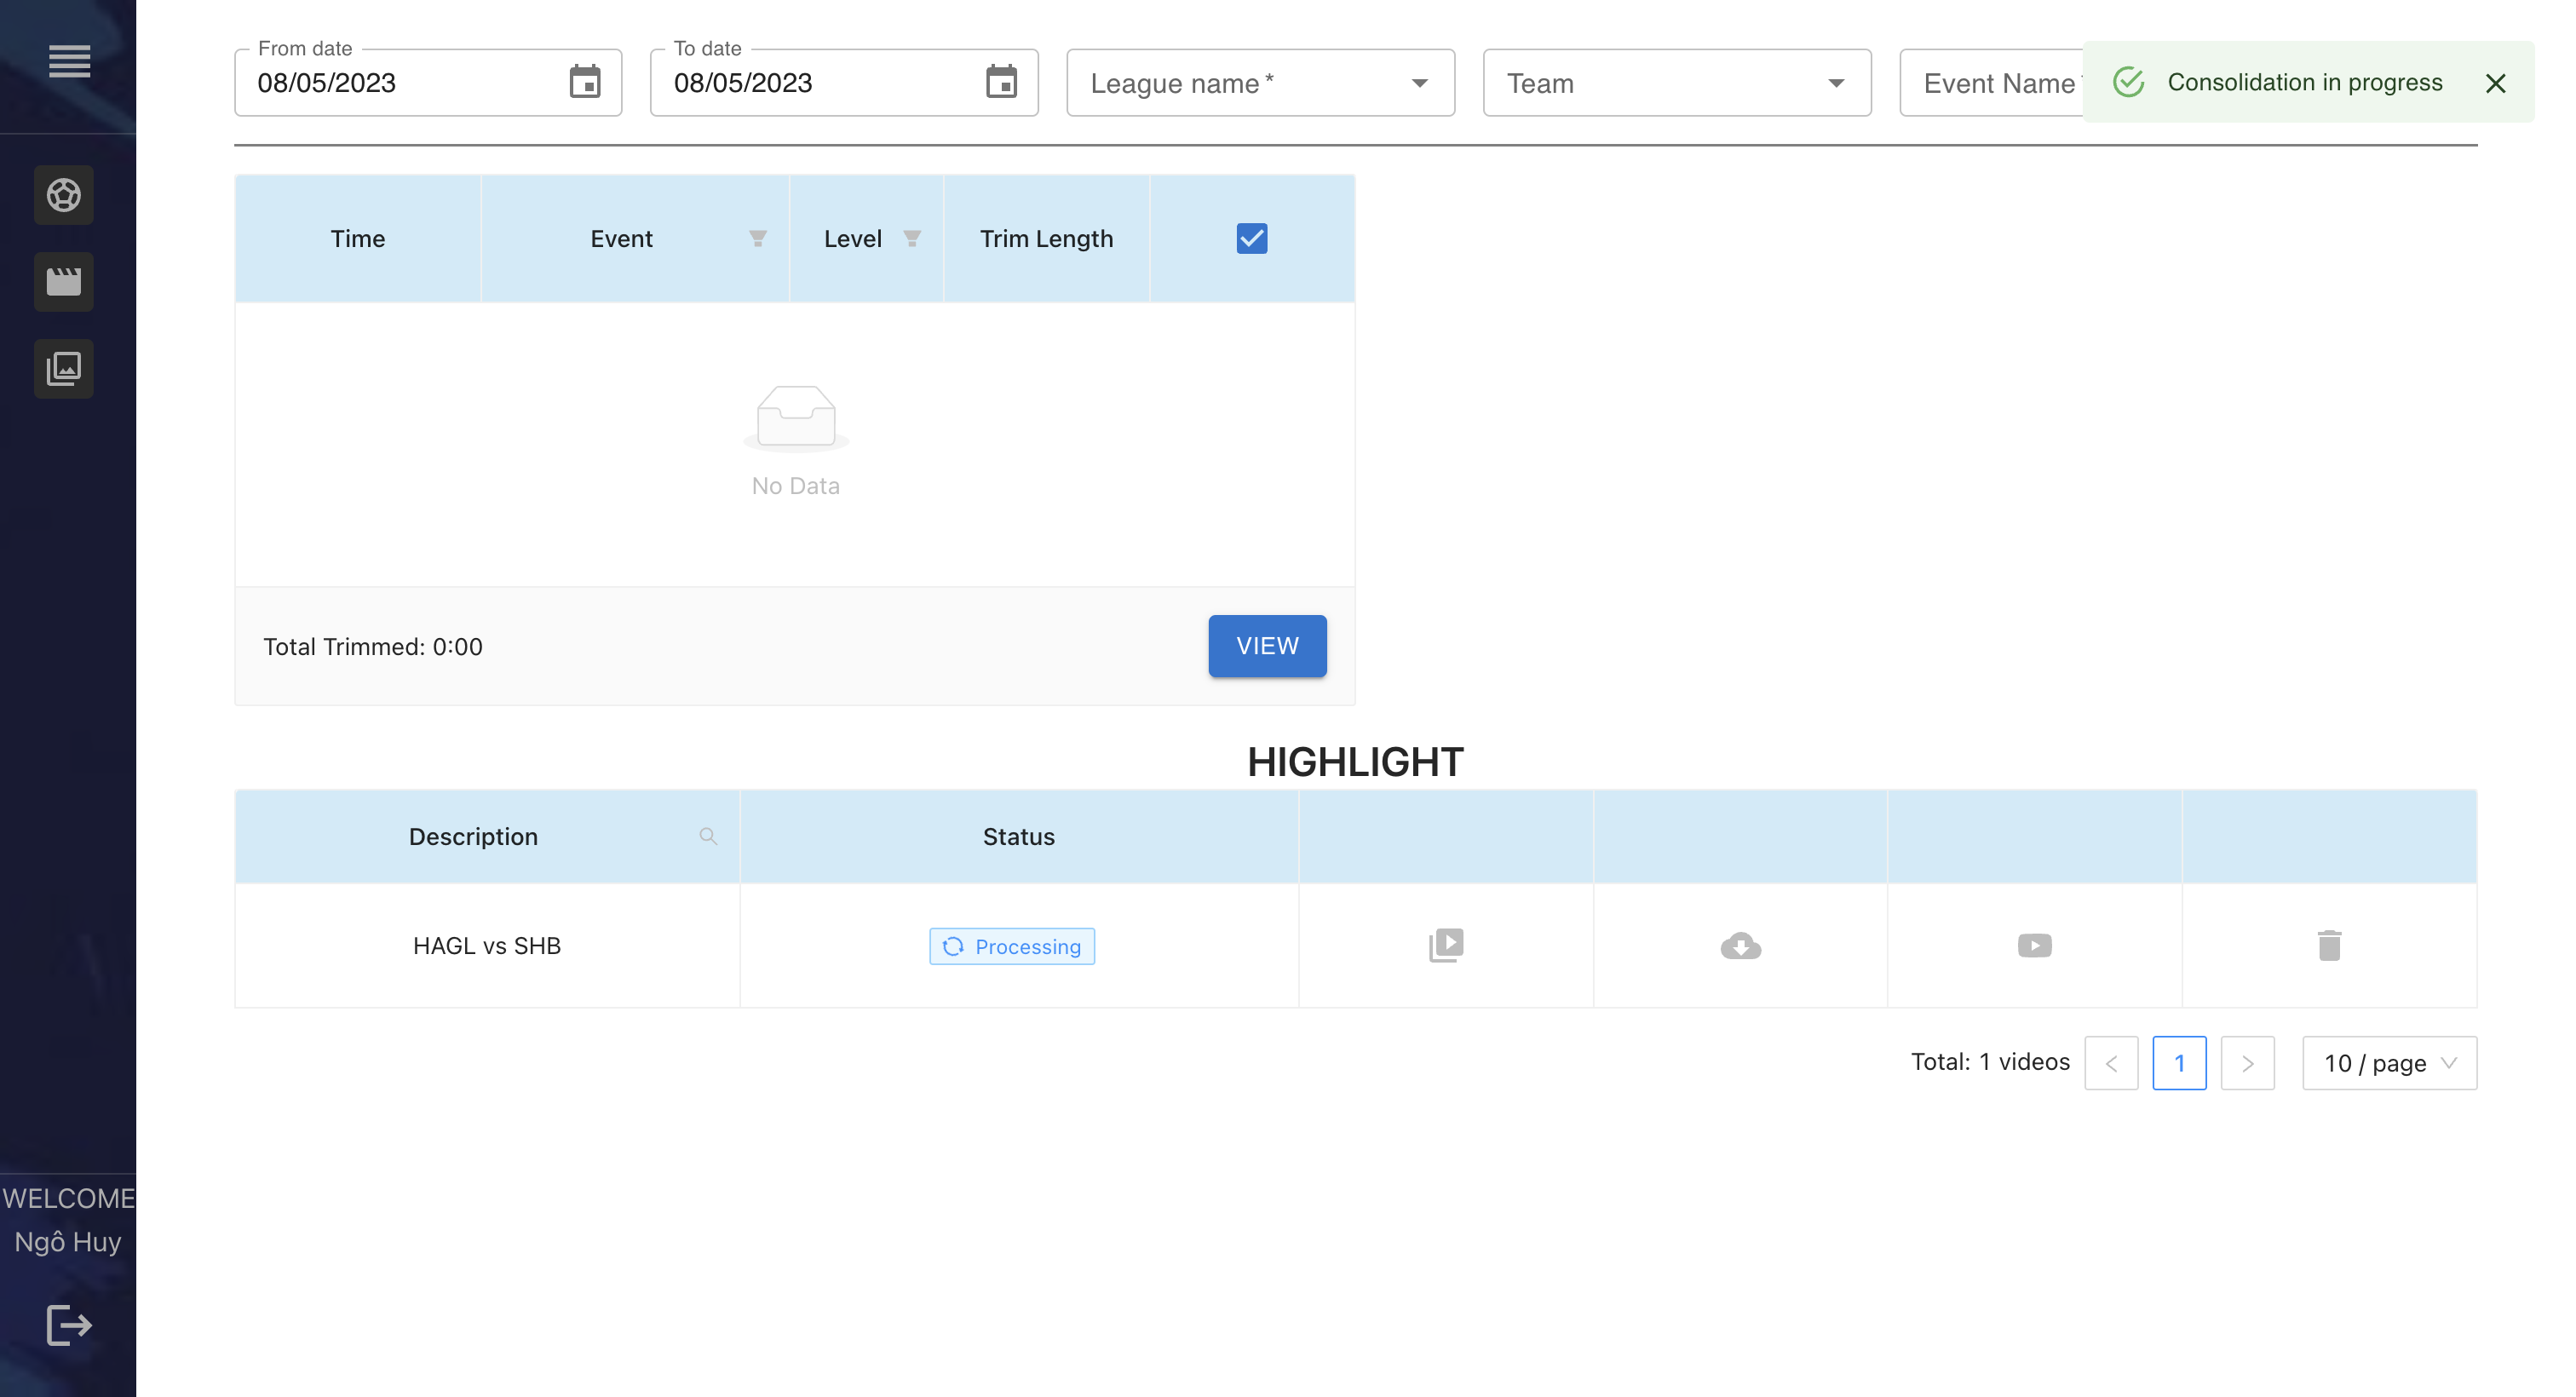 From date
08/05/2023
To date
08/05/2023
League name *
Team
Event Name
Consolidation in progress
Time
Event
Level
Trim Length
No Data
Total Trimmed: 0:00
VIEW
HIGHLIGHT
Description
Status
HAGL vs SHB
Processing
Total: 1 videos
1
10 / page
WELCOME
Ngô Huy